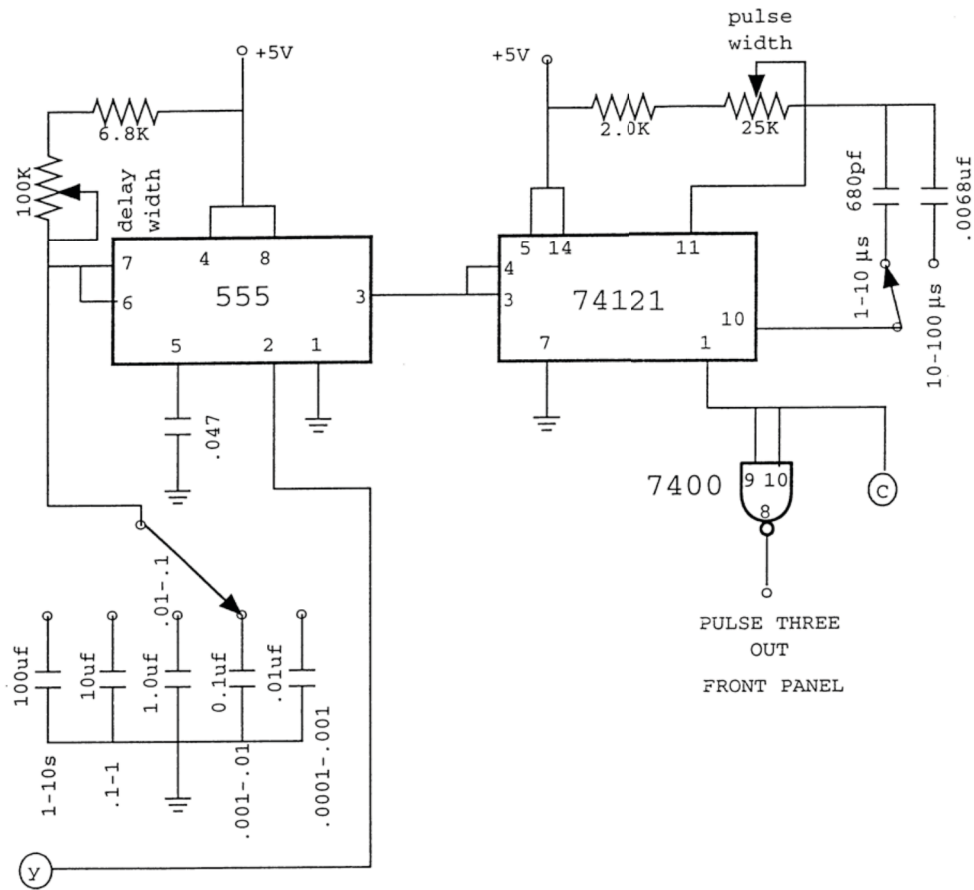 pulse
width
+5V
+5V
6.8K
2.0K
25K
100K
delay
width
680pf
.0068uf
4
8
7
6
555
3
5
2
1
5
14
11
4
3
74121
10
7
1
1-10 µs
10-100 µs
.047
7400
9
10
8
C
.01-.1
PULSE THREE
OUT
FRONT PANEL
100uf
10uf
1.0uf
0.1uf
.01uf
1-10s
.1-1
.001-.01
.0001-.001
y